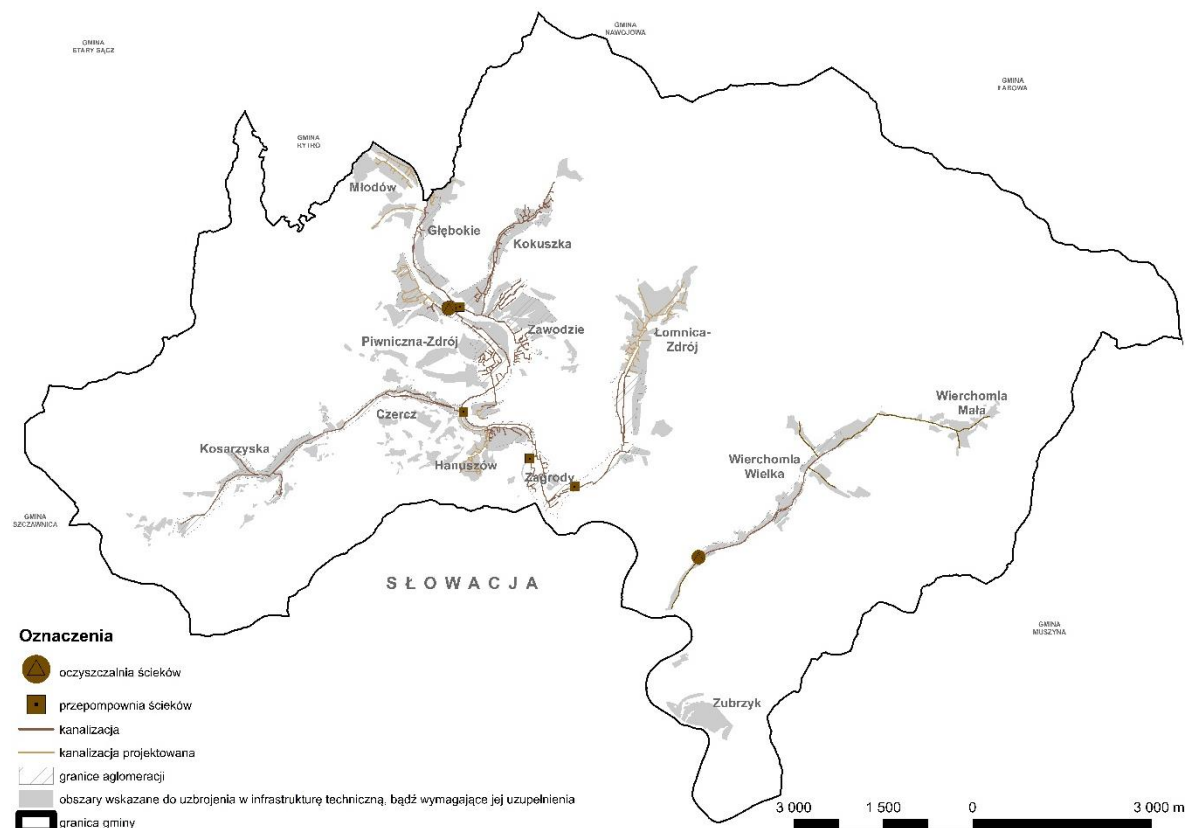 GMINA
NAWOJOWA
GMINA
STARY SĄCZ
GMINA
ŁABOWA
GMINA
RYTRO
Młodów
Głębokie
Kokuszka
Zawodzie
Piwniczna-Zdrój
Łomnica-
Zdrój
Czercz
Wierchomla
Mała
Kosarzyska
Hanuszów
Zagrody
Wierchomla
Wielka
GMINA
SZCZAWNICA
SŁOWACJA
GMINA
MUSZYNA
Zubrzyk
Oznaczenia
oczyszczalnia ścieków
przepompownia ścieków
kanalizacja
kanalizacja projektowana
granice aglomeracji
obszary wskazane do uzbrojenia w infrastrukturę techniczną, bądź wymagające jej uzupełnienia
granica gminy
3 000 1 500 0 3 000 m